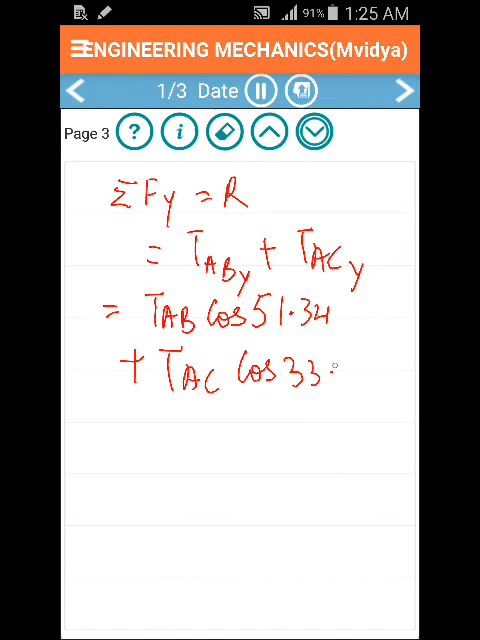 91% 1:25 AM
ENGINEERING MECHANICS(Mvidya)
1/3 Date
Page 3 ? i
ΣFy = R
= TABy + TACy
= TAB Cos 51.34
+ TAC Cos 33.